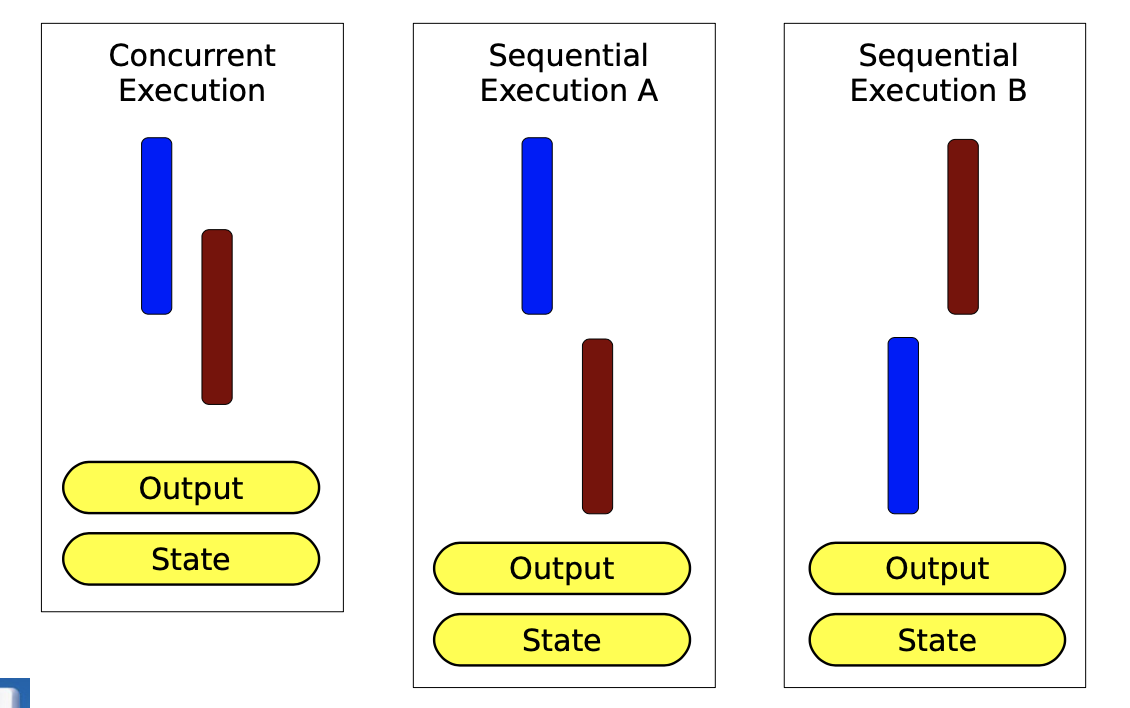 Concurrent
Execution
Output
State
Sequential
Execution A
Output
State
Sequential
Execution B
Output
State